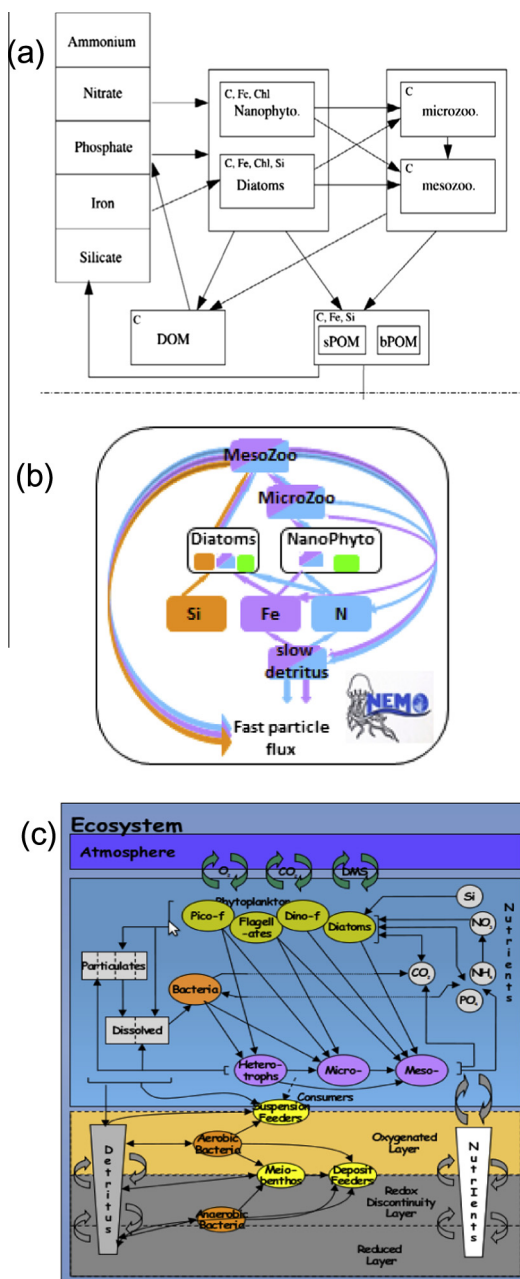 (a)
Ammonium
Nitrate
Phosphate
Iron
Silicate
C, Fe, Chl
Nanophyto.
C, Fe, Chl, Si
Diatoms
C
microzoo.
C
mesozoo.
C
DOM
C, Fe, Si
sPOM
bPOM
(b)
MesoZoo
MicroZoo
Diatoms
NanoPhyto
Si
Fe
N
slow
detritus
Fast particle
flux
NEMO
(c)
Ecosystem
Atmosphere
O₂
CO₂
DMS
Phytoplankton
Pico-f
Flagell
-ates
Dino-f
Diatoms
Si
NO₃
NH₄
PO₄
CO₂
Nutrients
Particulates
Dissolved
Bacteria
Hetero-
trophs
Micro-
Meso-
Consumers
Suspension
Feeders
Aerobic
Bacteria
Oxygenated
Layer
Meio-
benthos
Deposit
Feeders
Redox
Discontinuity
Layer
Anaerobic
Bacteria
Reduced
Layer
Detritus
NutrIents